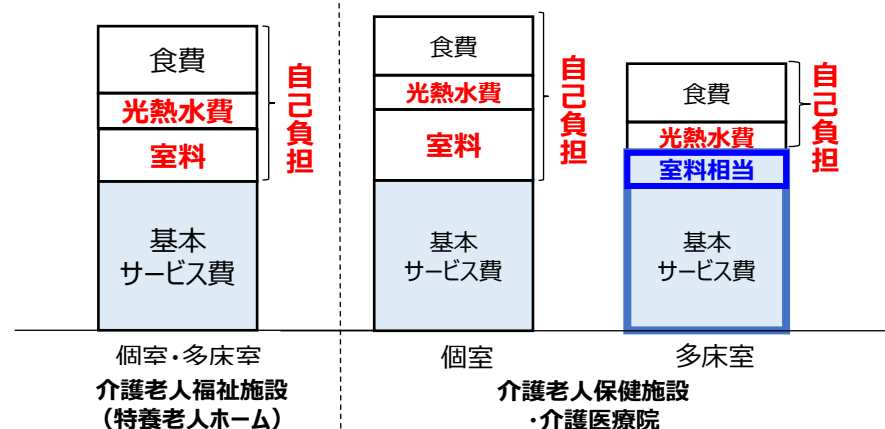 食費
光熱水費
室料
基本
サービス費
自己負担
個室・多床室
介護老人福祉施設
（特養老人ホーム）
食費
光熱水費
室料
基本
サービス費
自己負担
個室
食費
光熱水費
室料相当
基本
サービス費
自己負担
多床室
介護老人保健施設
・介護医療院